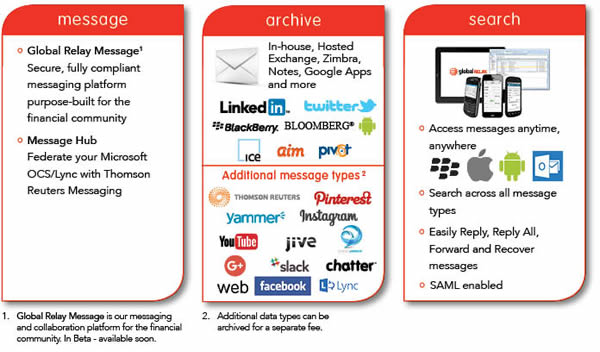 message
Global Relay Message¹
Secure, fully compliant
messaging platform
purpose-built for the
financial community
Message Hub
Federate your Microsoft
OCS/Lync with Thomson
Reuters Messaging
archive
In-house, Hosted
Exchange, Zimbra,
Notes, Google Apps
and more
Linked in™ twitter
BlackBerry. BLOOMBERG®
ICE aim pivot
Additional message types²
THOMSON REUTERS Pinterest
yammer Instagram
YouTube jive
g+ slack chatter
web facebook Lync
search
globalRELAY
Access messages anytime,
anywhere
Search across all message
types
Easily Reply, Reply All,
Forward and Recover
messages
SAML enabled
1. Global Relay Message is our messaging
and collaboration platform for the financial
community. In Beta - available soon.
2. Additional data types can be
archived for a separate fee.